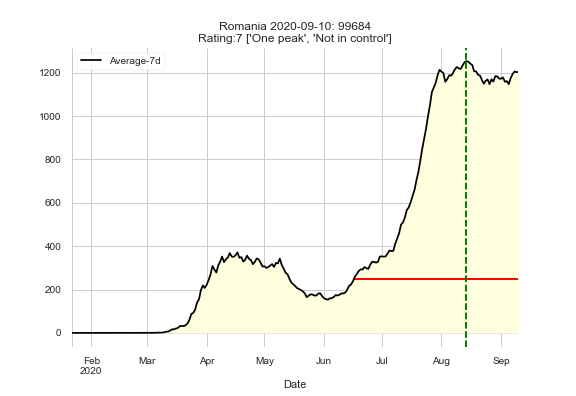 Romania 2020-09-10: 99684
Rating:7 ['One peak', 'Not in control']
Average-7d
1200
1000
800
600
400
200
0
Feb Mar Apr May Jun Jul Aug Sep
2020
Date